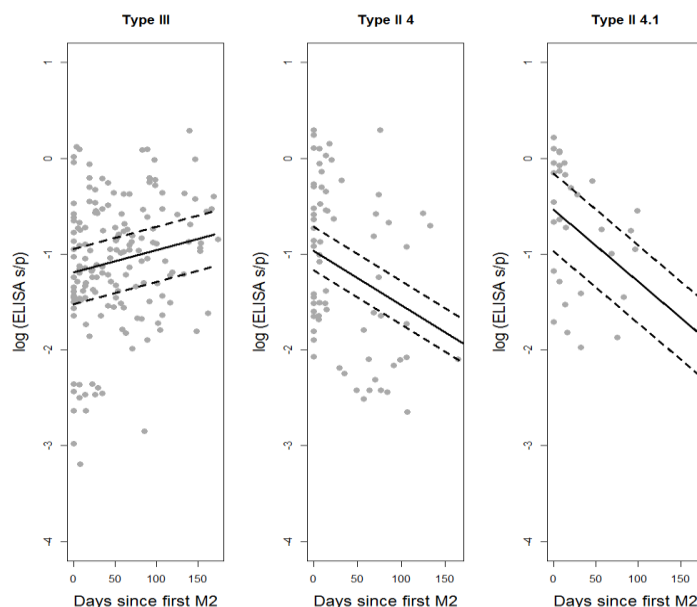 Type III
Type II 4
Type II 4.1
log (ELISA s/p)
1
0
-1
-2
-3
-4
0 50 100 150
Days since first M2
log (ELISA s/p)
1
0
-1
-2
-3
-4
0 50 100 150
Days since first M2
log (ELISA s/p)
1
0
-1
-2
-3
-4
0 50 100 150
Days since first M2